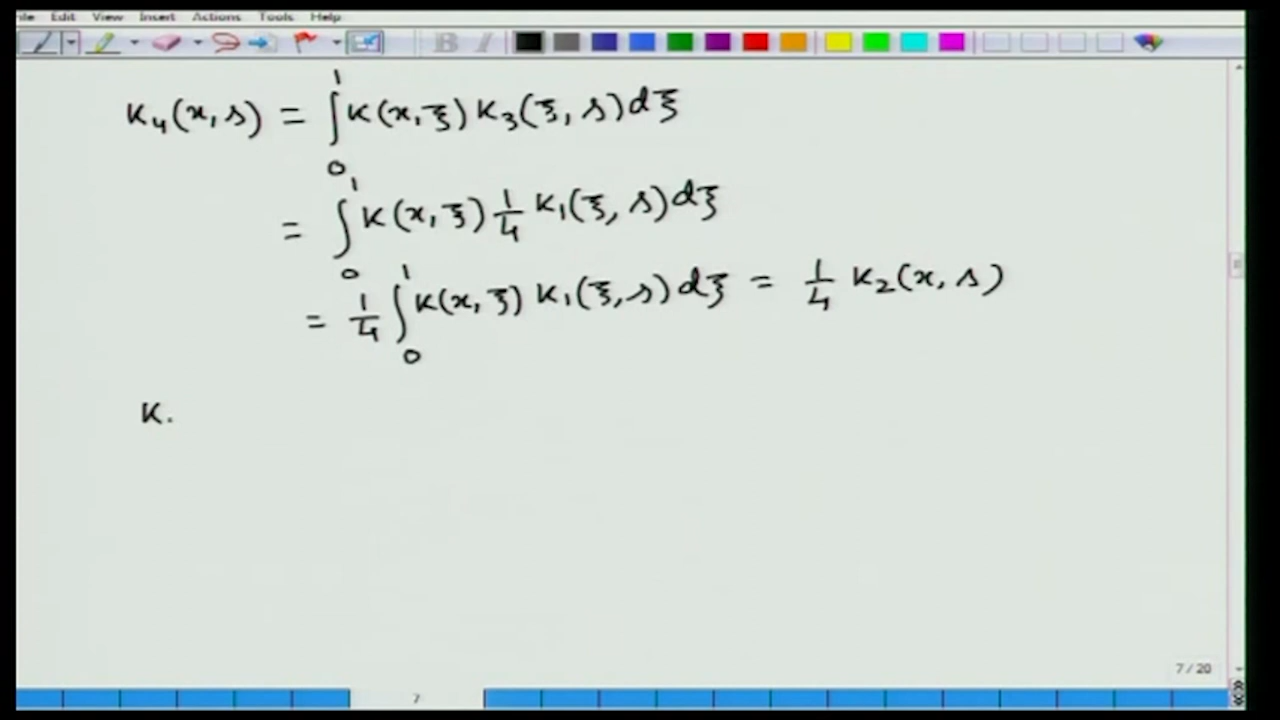 File Edit View Insert Actions Tools Help
B I
K₄(x, s) = ∫₀¹ K(x, ξ) K₃(ξ, s) dξ
= ∫₀¹ K(x, ξ) 1/4 K₁(ξ, s) dξ
= 1/4 ∫₀¹ K(x, ξ) K₁(ξ, s) dξ = 1/4 K₂(x, s)
K.
7 / 20
7